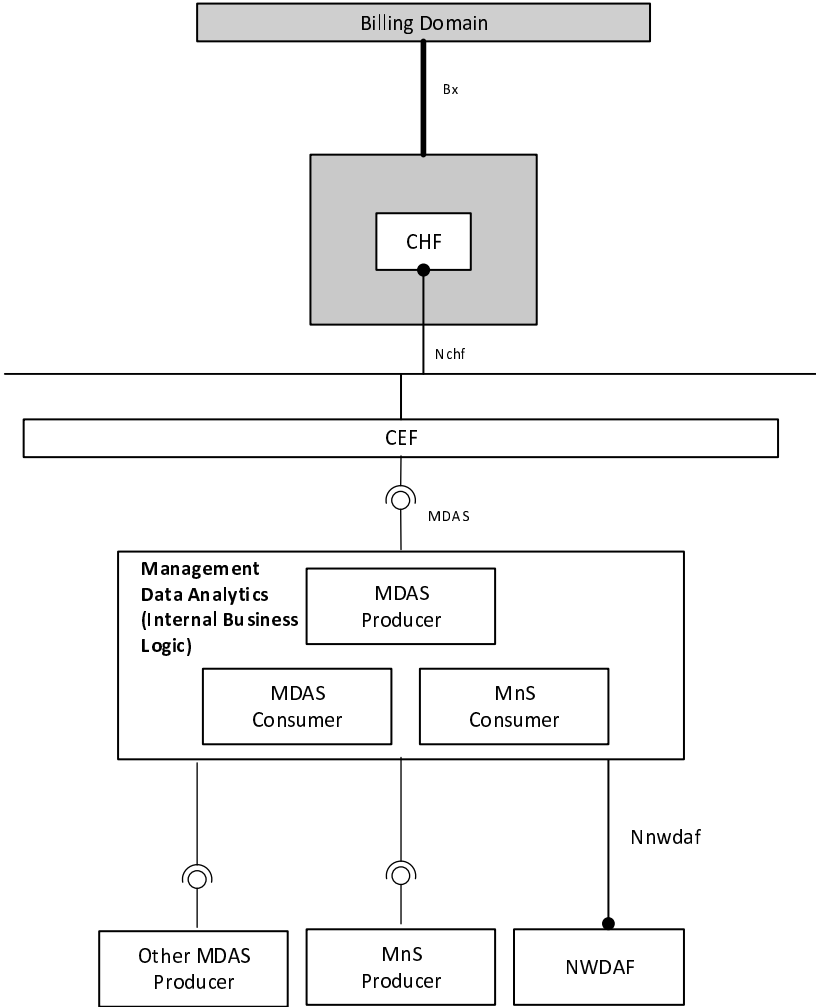 Billing Domain
Bx
CHF
Nchf
CEF
MDAS
Management
Data Analytics
(Internal Business
Logic)
MDAS
Producer
MDAS
Consumer
MnS
Consumer
Nnwdaf
Other MDAS
Producer
MnS
Producer
NWDAF